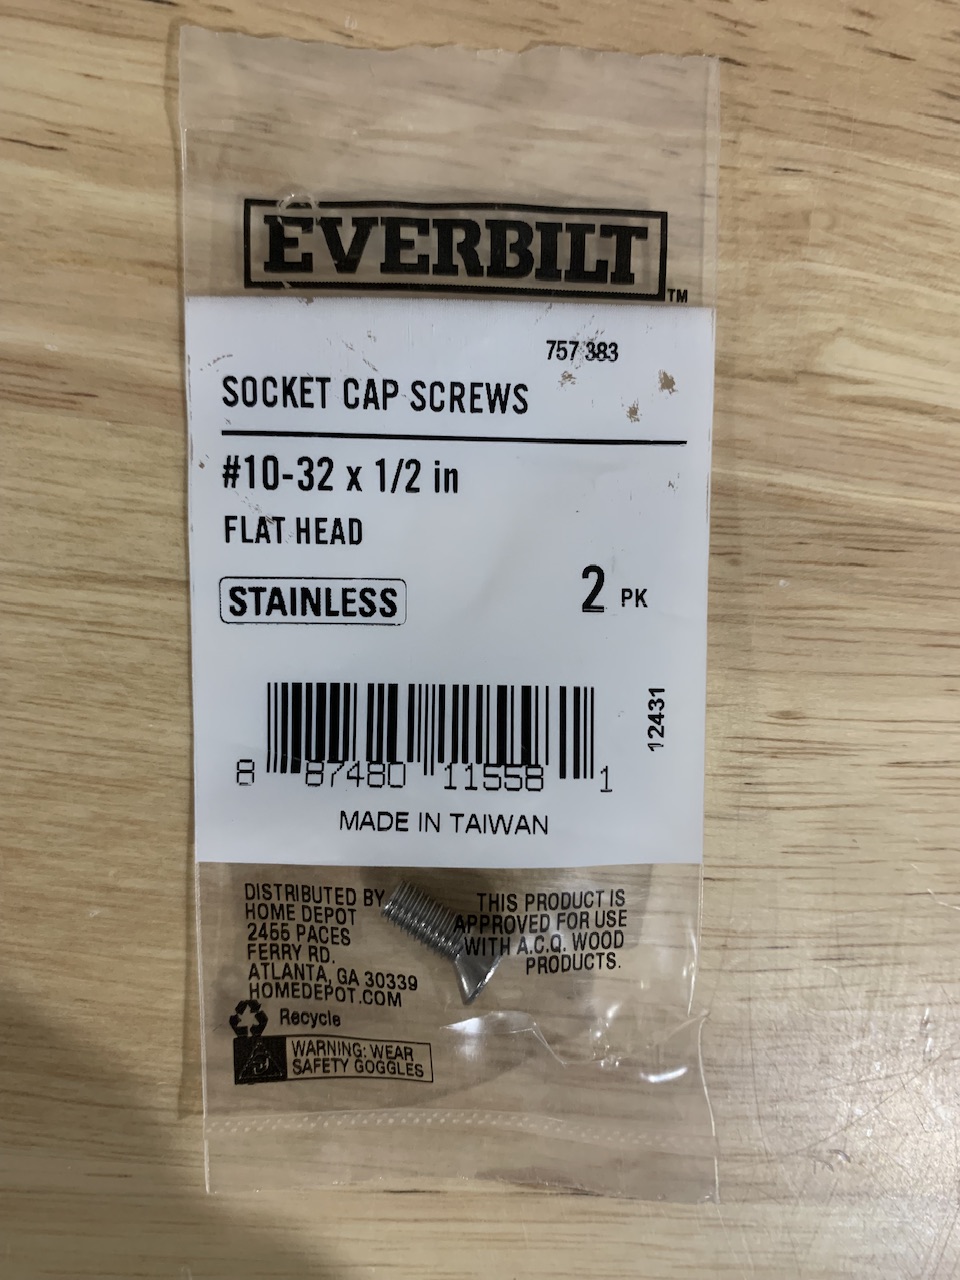 EVERBILT
TM
757 383
SOCKET CAP SCREWS
#10-32 x 1/2 in
FLAT HEAD
STAINLESS
2 PK
12431
8 87480 11558 1
MADE IN TAIWAN
DISTRIBUTED BY
HOME DEPOT
2455 PACES
FERRY RD.
ATLANTA, GA 30339
HOMEDEPOT.COM
THIS PRODUCT IS
APPROVED FOR USE
WITH A.C.Q. WOOD
PRODUCTS.
Recycle
WARNING: WEAR
SAFETY GOGGLES